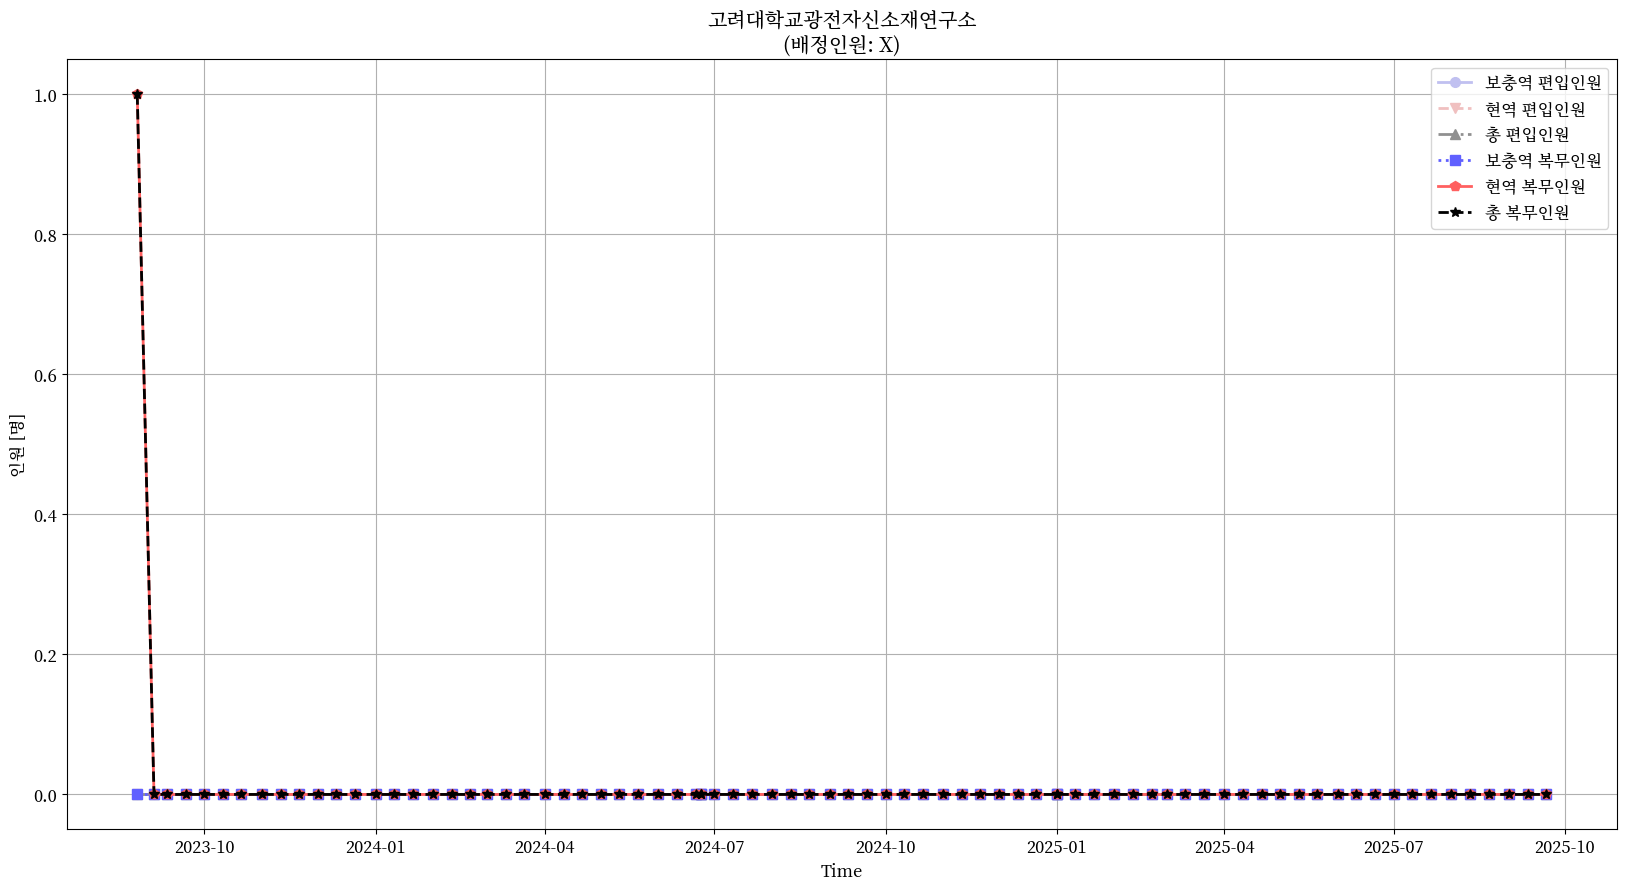 고려대학교광전자신소재연구소
(배정인원: X)
보충역 편입인원
현역 편입인원
총 편입인원
보충역 복무인원
현역 복무인원
총 복무인원
인원 [명]
1.0
0.8
0.6
0.4
0.2
0.0
2023-10
2024-01
2024-04
2024-07
2024-10
2025-01
2025-04
2025-07
2025-10
Time